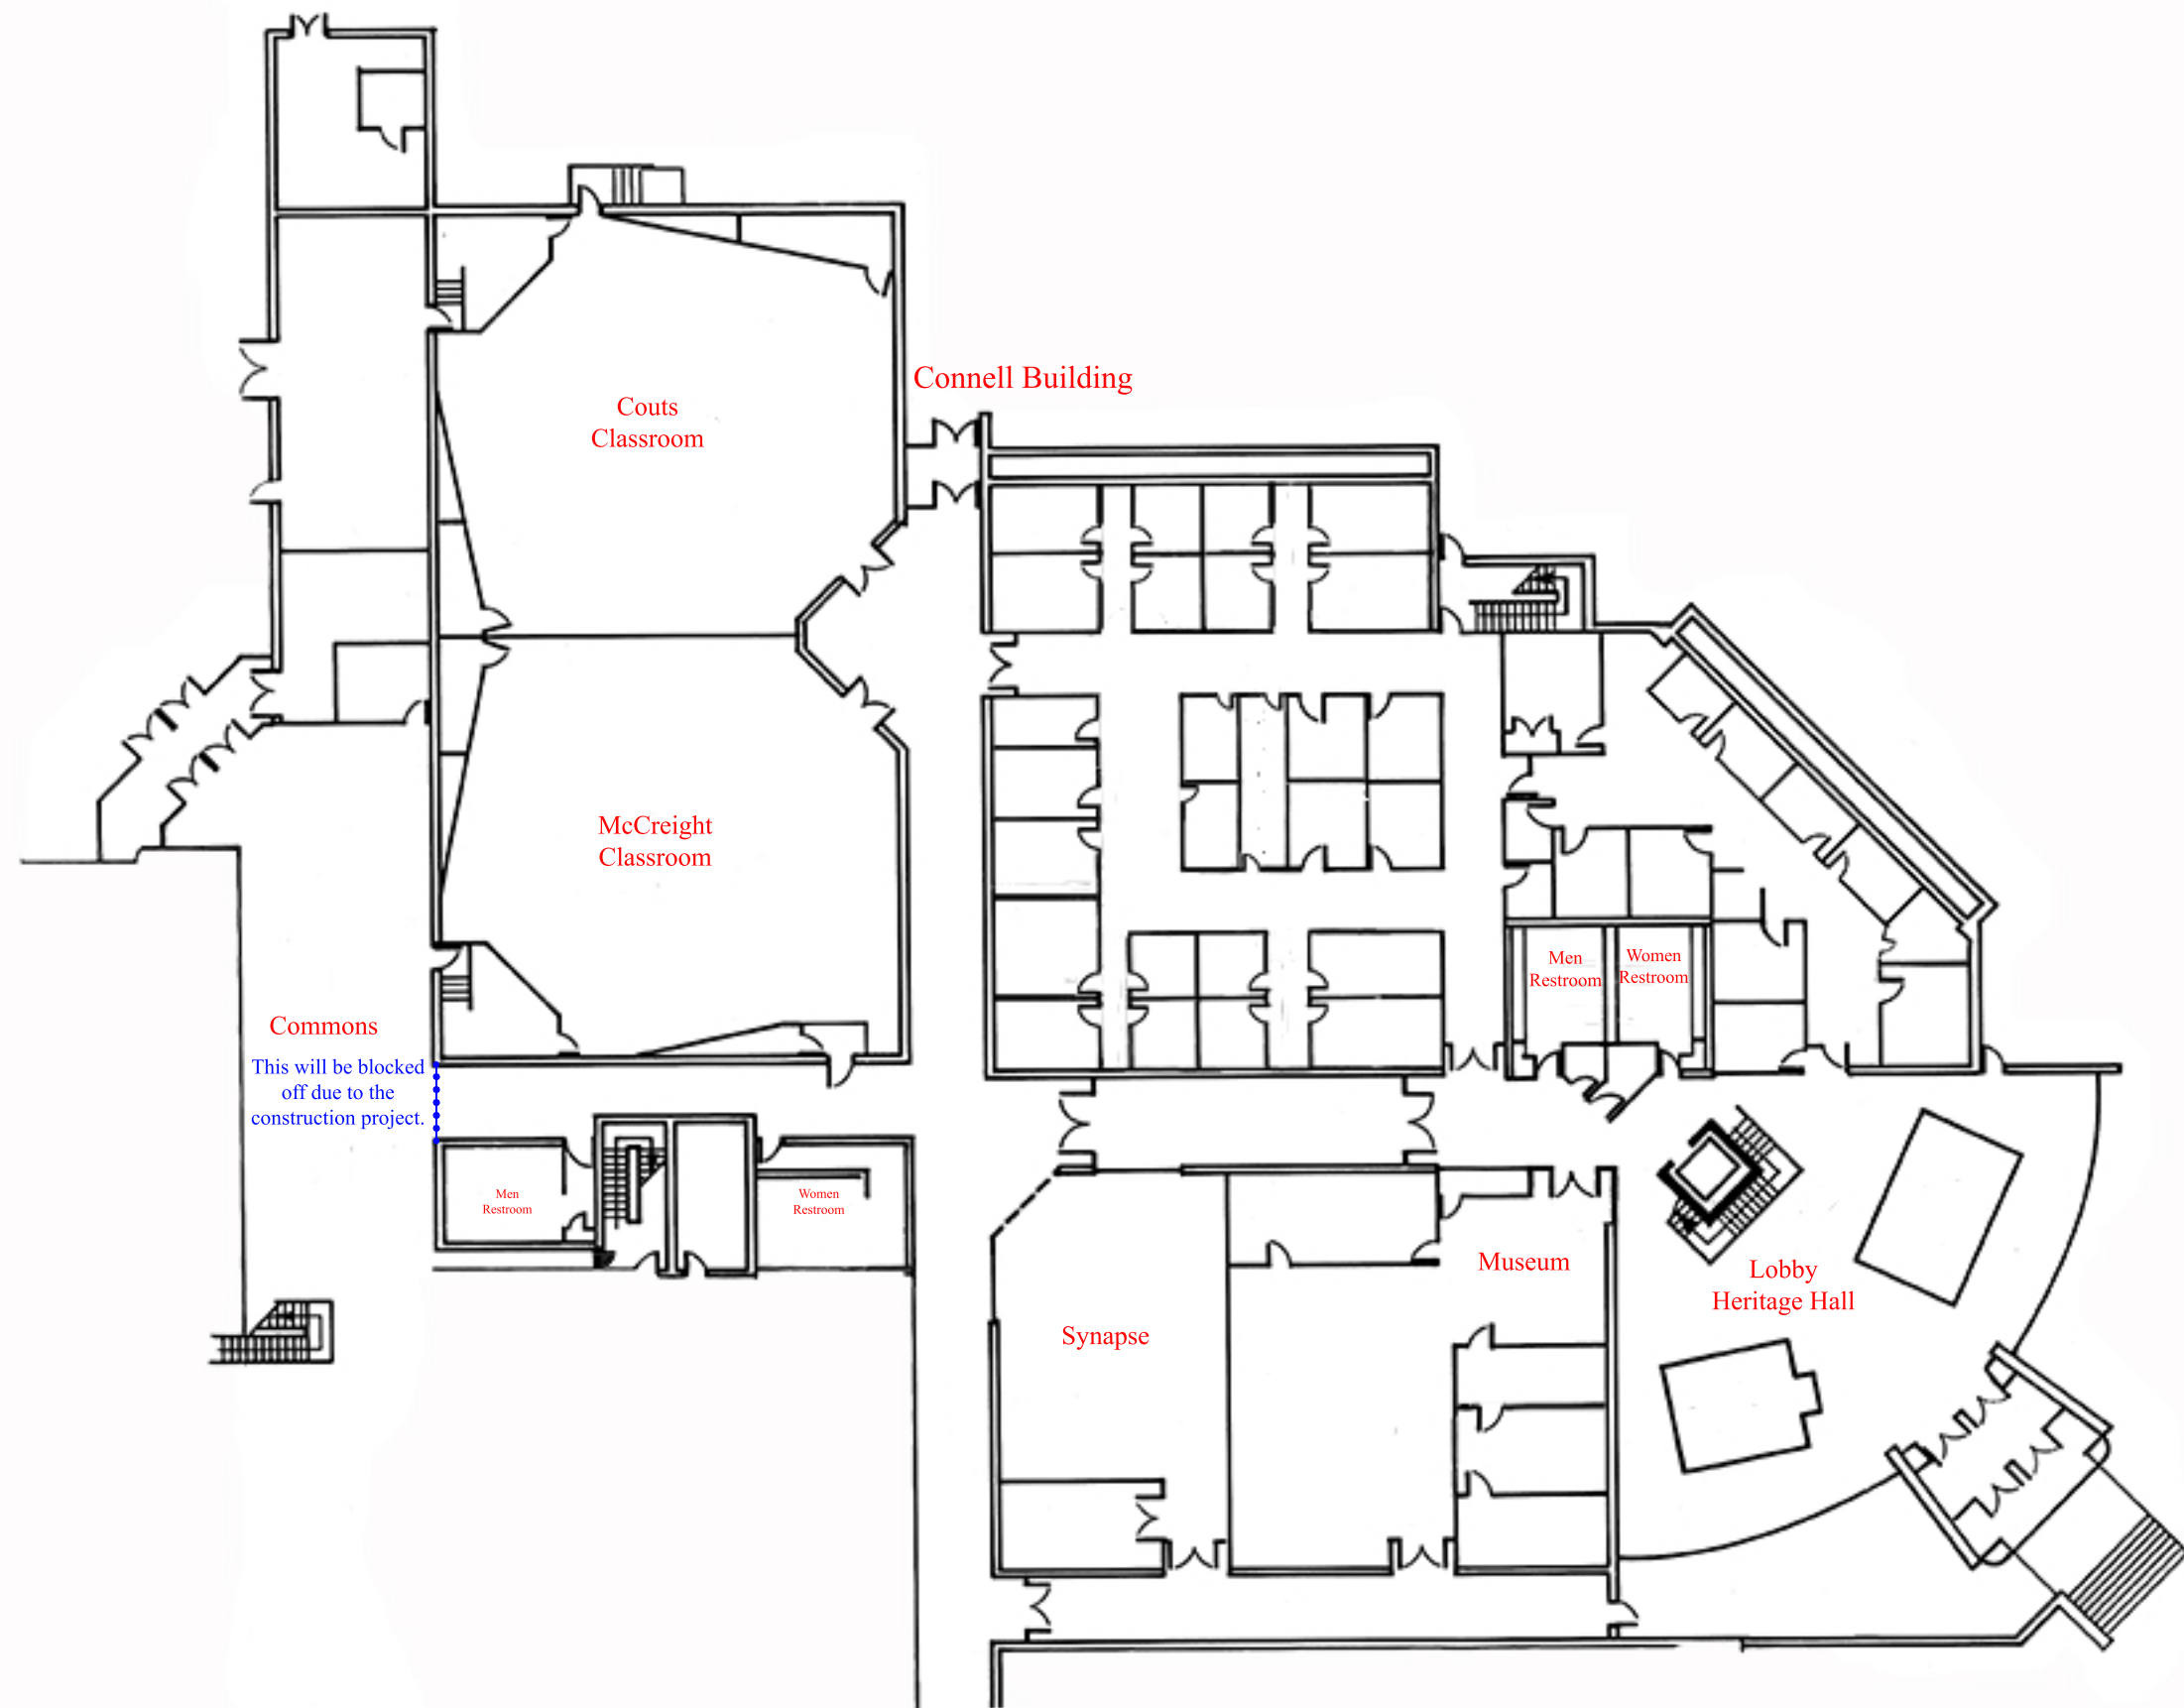 Connell Building
Couts
Classroom
McCreight
Classroom
Men
Restroom
Women
Restroom
Commons
This will be blocked
off due to the
construction project.
Men
Restroom
Women
Restroom
Museum
Lobby
Heritage Hall
Synapse